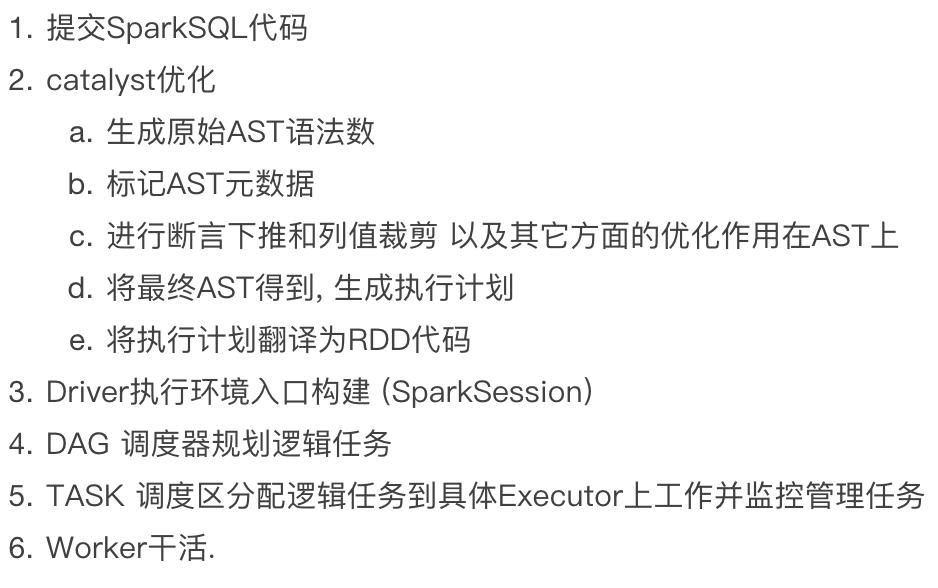 1. 提交SparkSQL代码
2. catalyst优化
a. 生成原始AST语法数
b. 标记AST元数据
c. 进行断言下推和列值裁剪 以及其它方面的优化作用在AST上
d. 将最终AST得到, 生成执行计划
e. 将执行计划翻译为RDD代码
3. Driver执行环境入口构建 (SparkSession)
4. DAG 调度器规划逻辑任务
5. TASK 调度区分配逻辑任务到具体Executor上工作并监控管理任务
6. Worker干活.